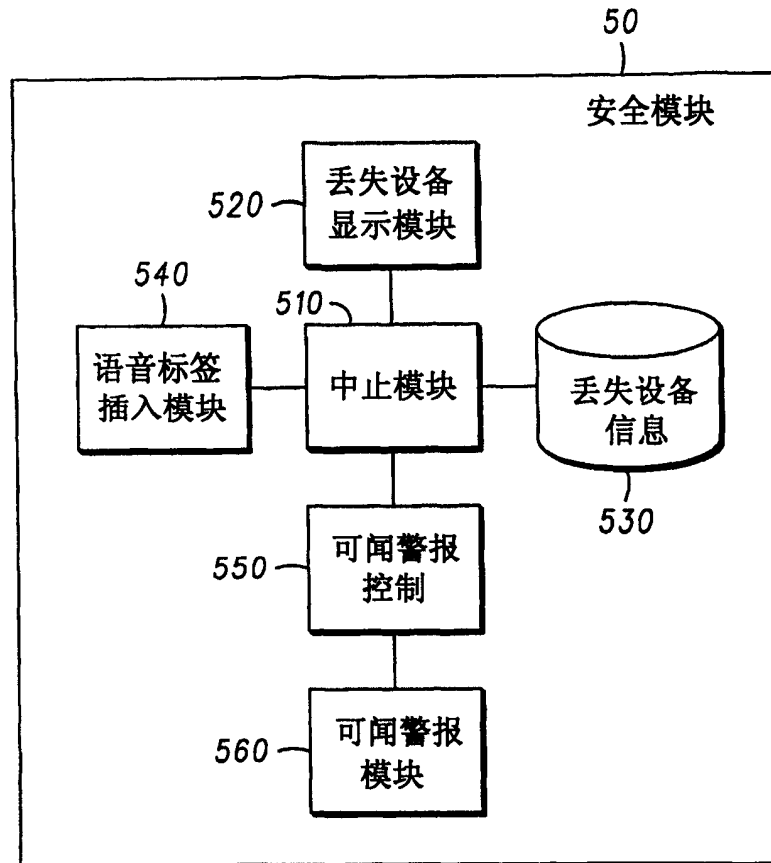 50
安全模块
丢失设备
显示模块
520
540
510
语音标签
插入模块
中止模块
丢失设备
信息
530
可闻警报
控制
550
可闻警报
模块
560